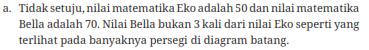 a. Tidak setuju, nilai matematika Eko adalah 50 dan nilai matematika
Bella adalah 70. Nilai Bella bukan 3 kali dari nilai Eko seperti yang
terlihat pada banyaknya persegi di diagram batang.